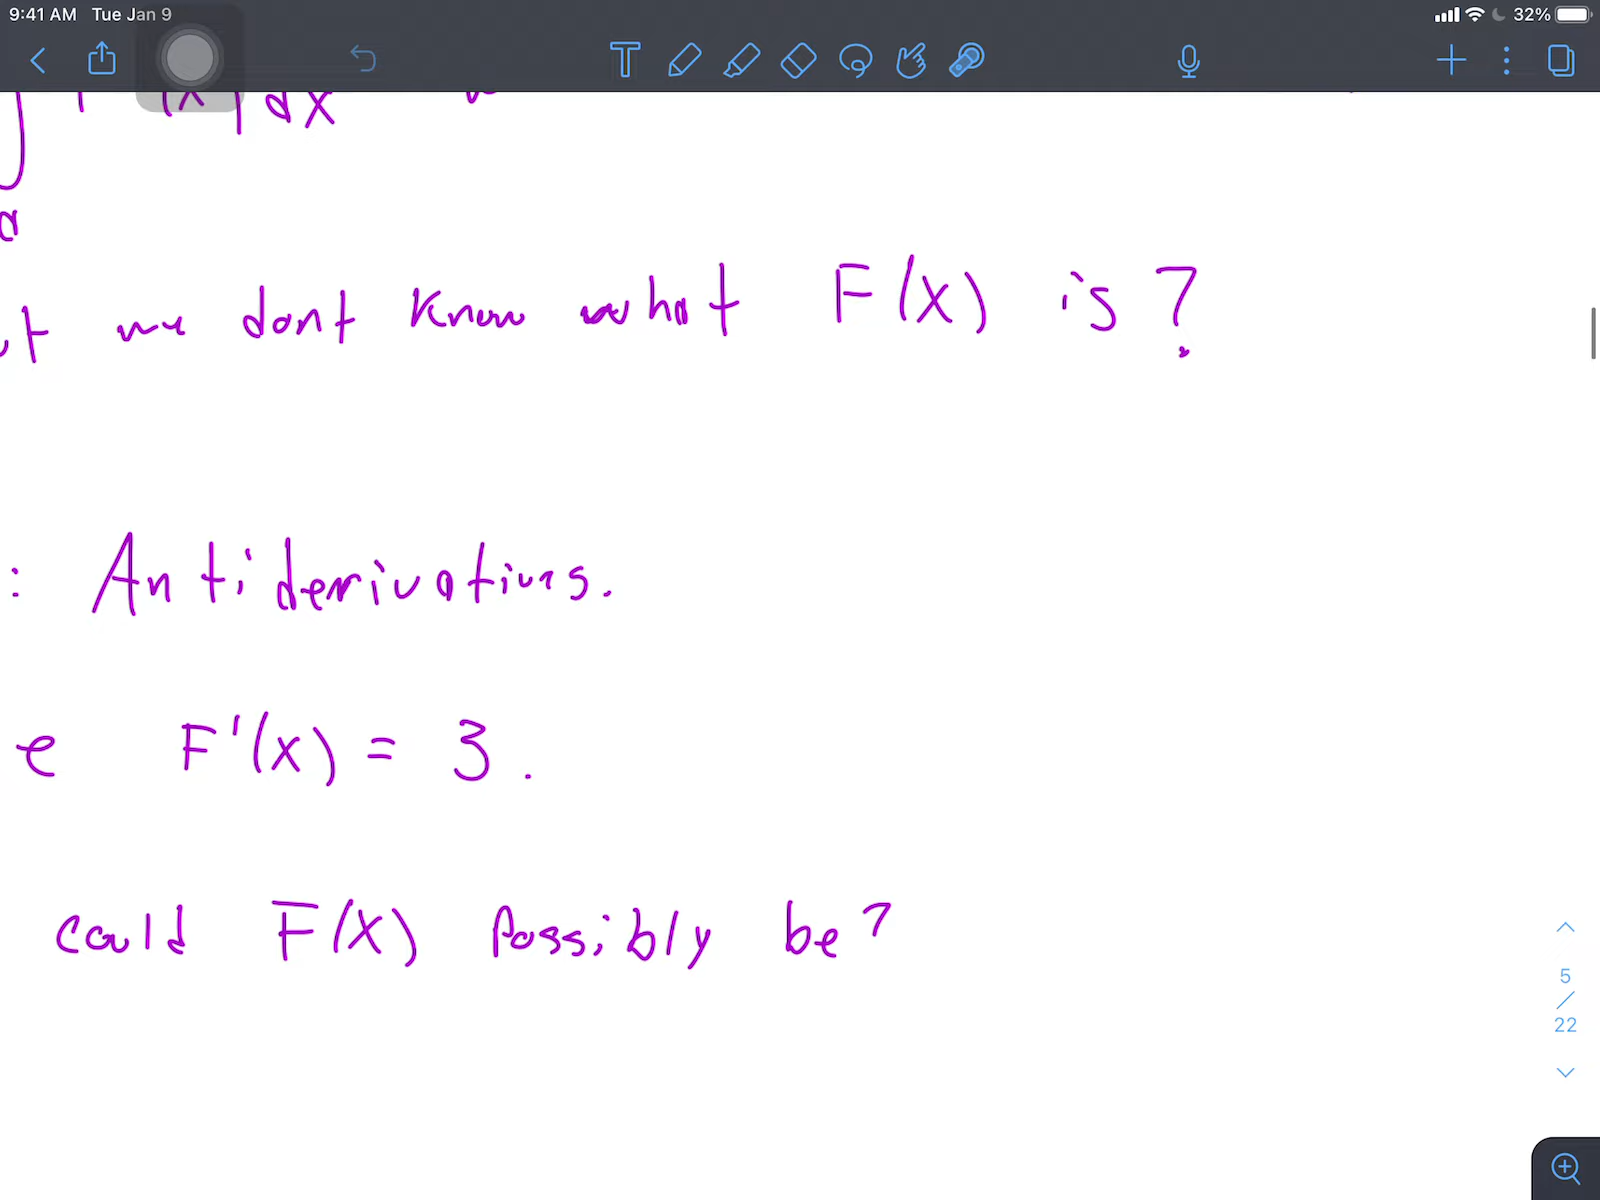 9:41 AM Tue Jan 9 32%
(x) dx
a
we dont know what F(x) is?
: Antiderivatives.
e F'(x) = 3.
could F(x) Possibly be?
5
/
22